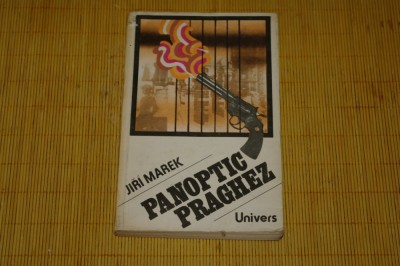 JIŘÍ MAREK
PANOPTIC
PRAGHEZ
Univers